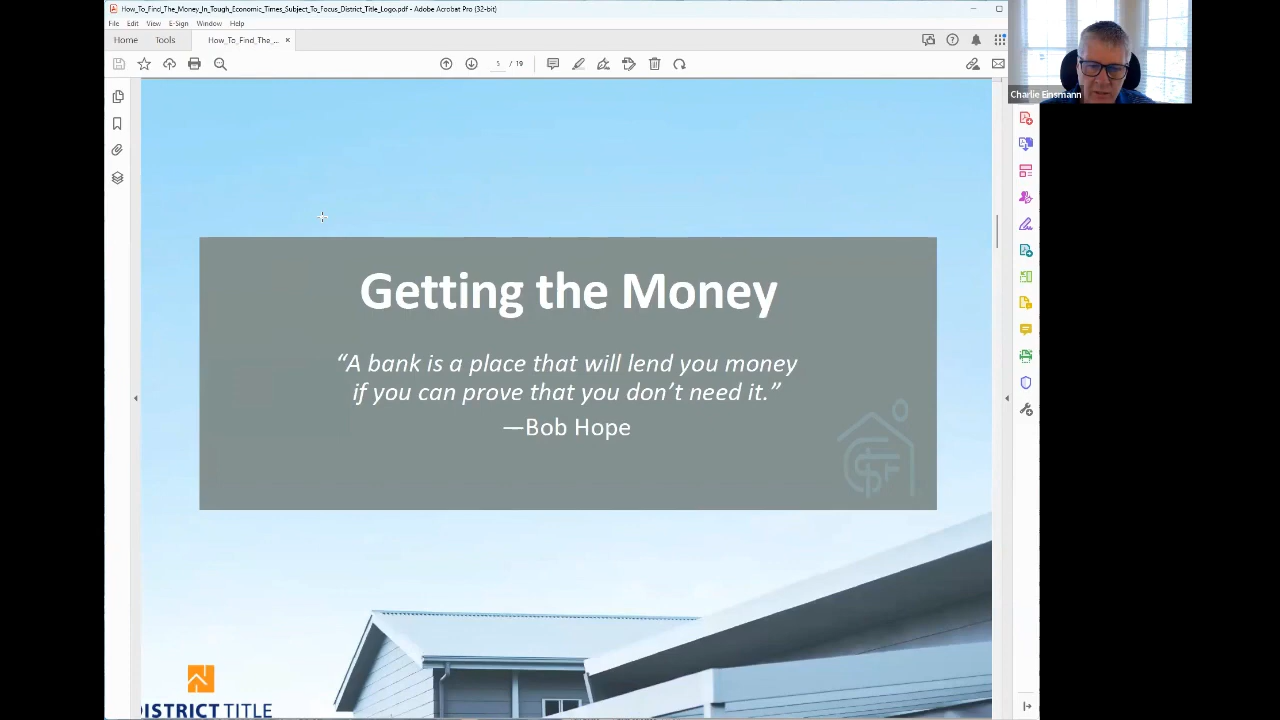 How_To_Find_The_Money_In_Tough_Economic_Times_Subject_To_Focus_District_Title_Logo.pdf - Adobe Acrobat Pro (32-bit)
File Edit View E-Sign Window Help
Home Tools How_To_Find_The_... ×
5 / 19
Charlie Einsmann
Getting the Money
“A bank is a place that will lend you money
if you can prove that you don’t need it.”
—Bob Hope
DISTRICT TITLE